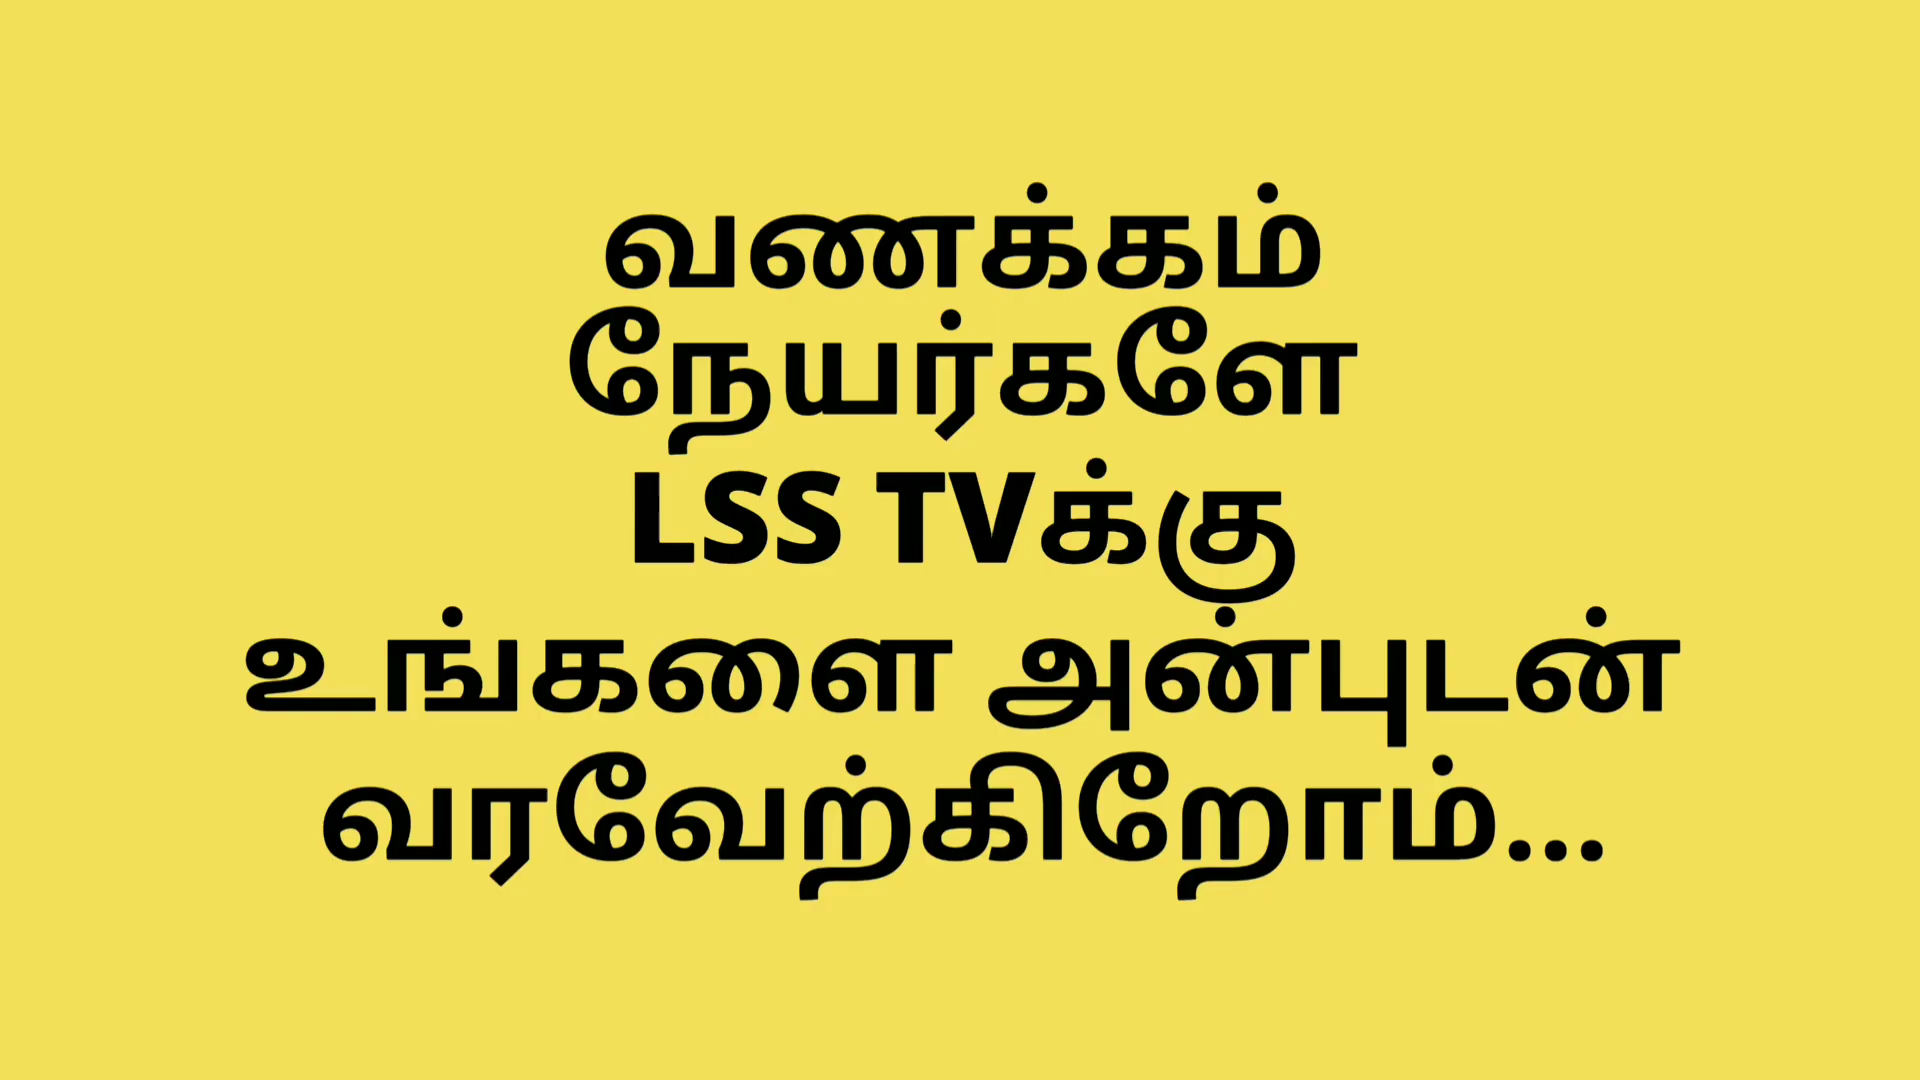 வணக்கம்
நேயர்களே
LSS TVக்கு
உங்களை அன்புடன்
வரவேற்கிறோம்...